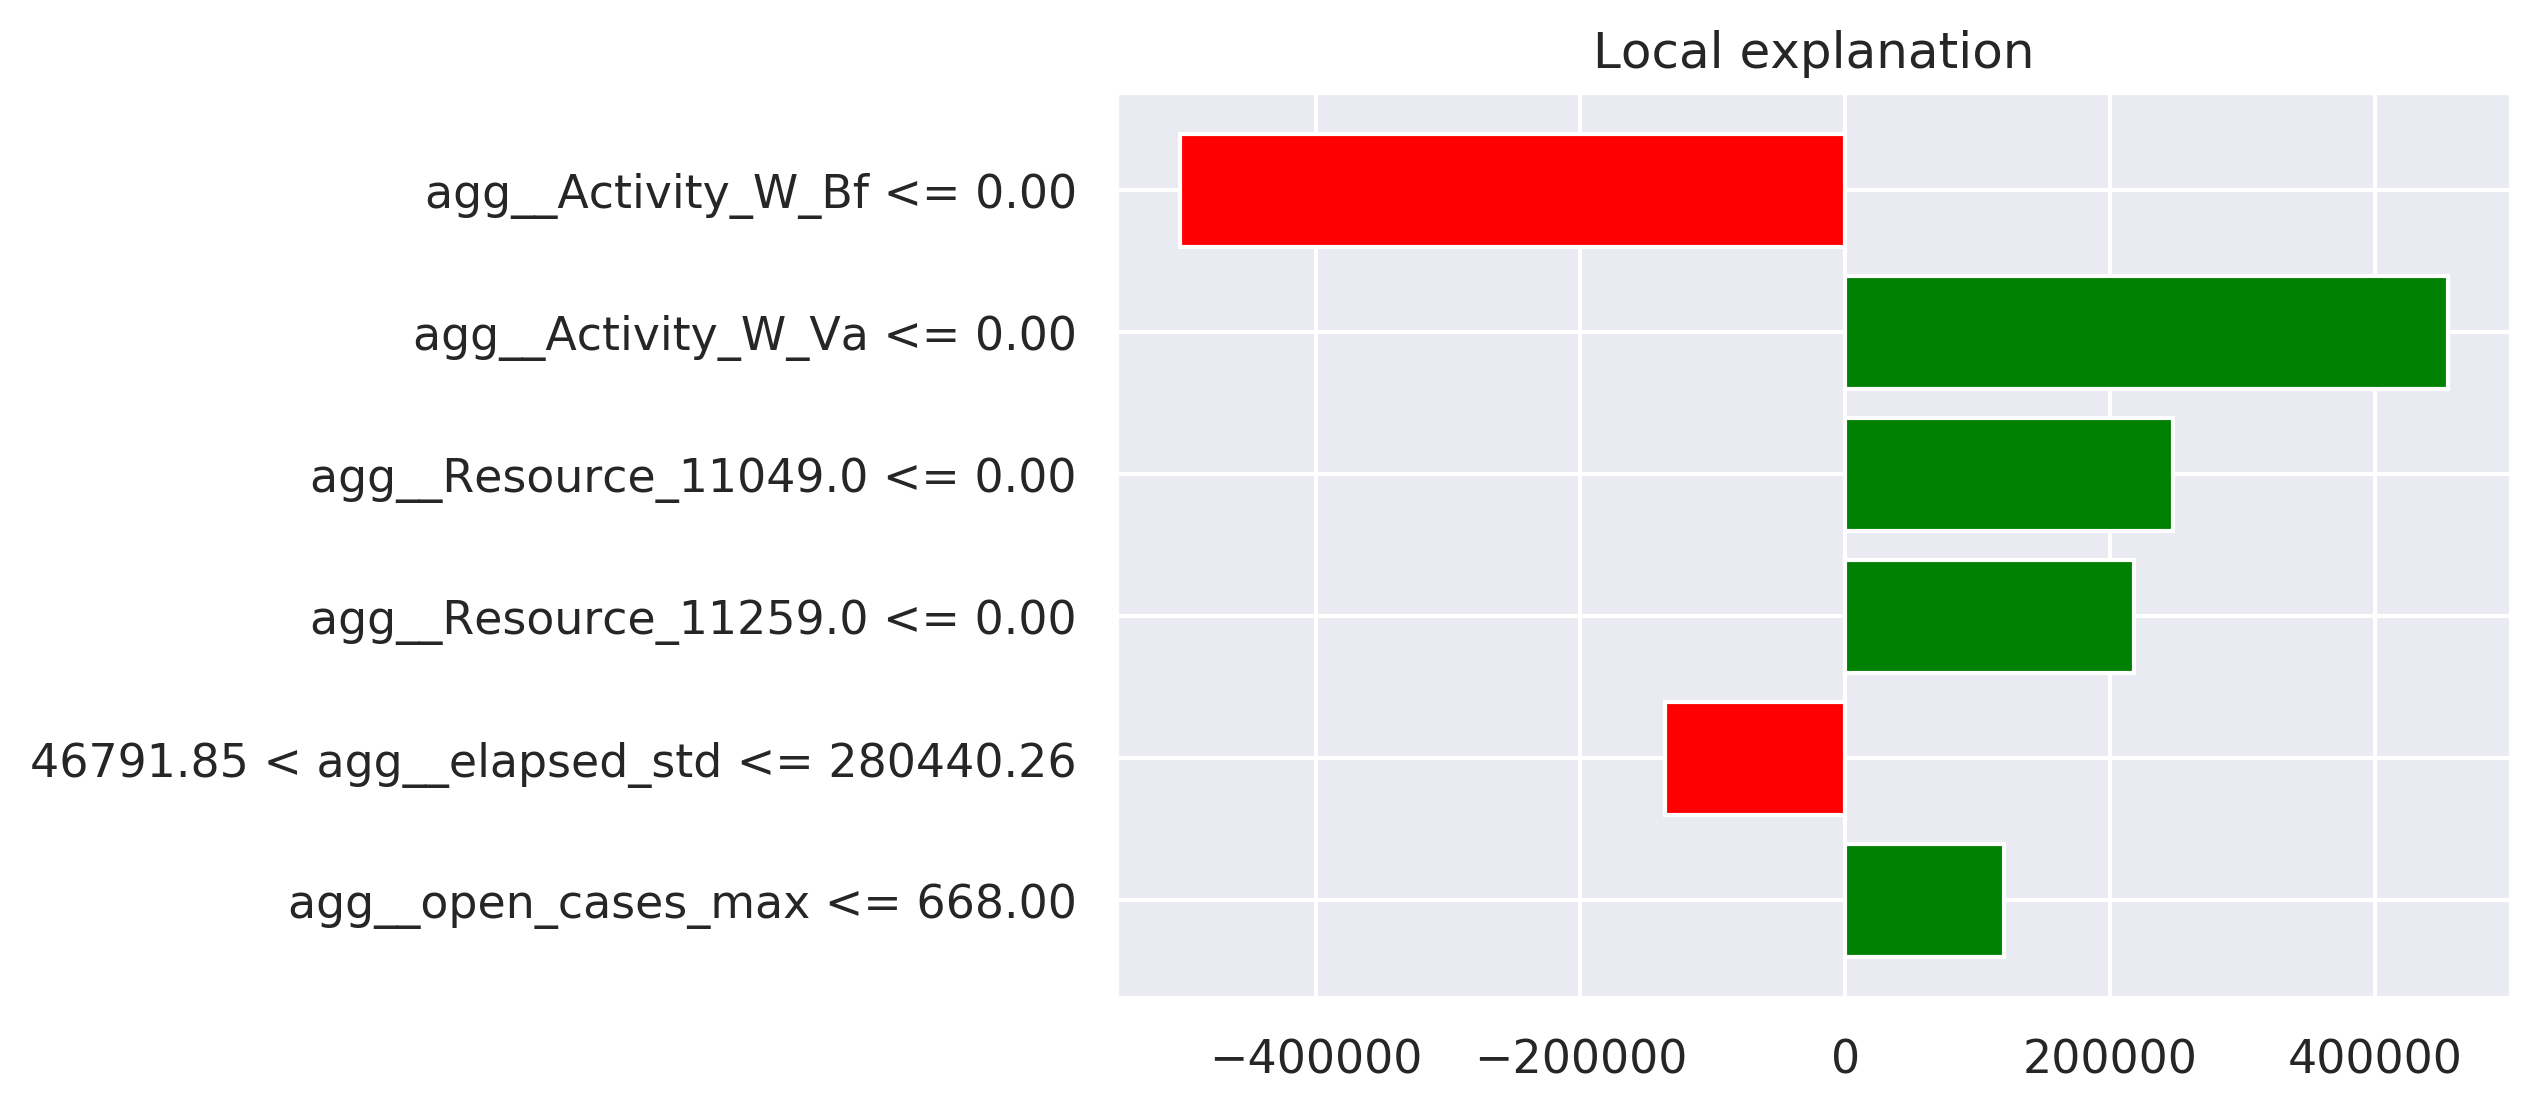 Local explanation
agg__Activity_W_Bf <= 0.00
agg__Activity_W_Va <= 0.00
agg__Resource_11049.0 <= 0.00
agg__Resource_11259.0 <= 0.00
46791.85 < agg__elapsed_std <= 280440.26
agg__open_cases_max <= 668.00
−400000 −200000 0 200000 400000